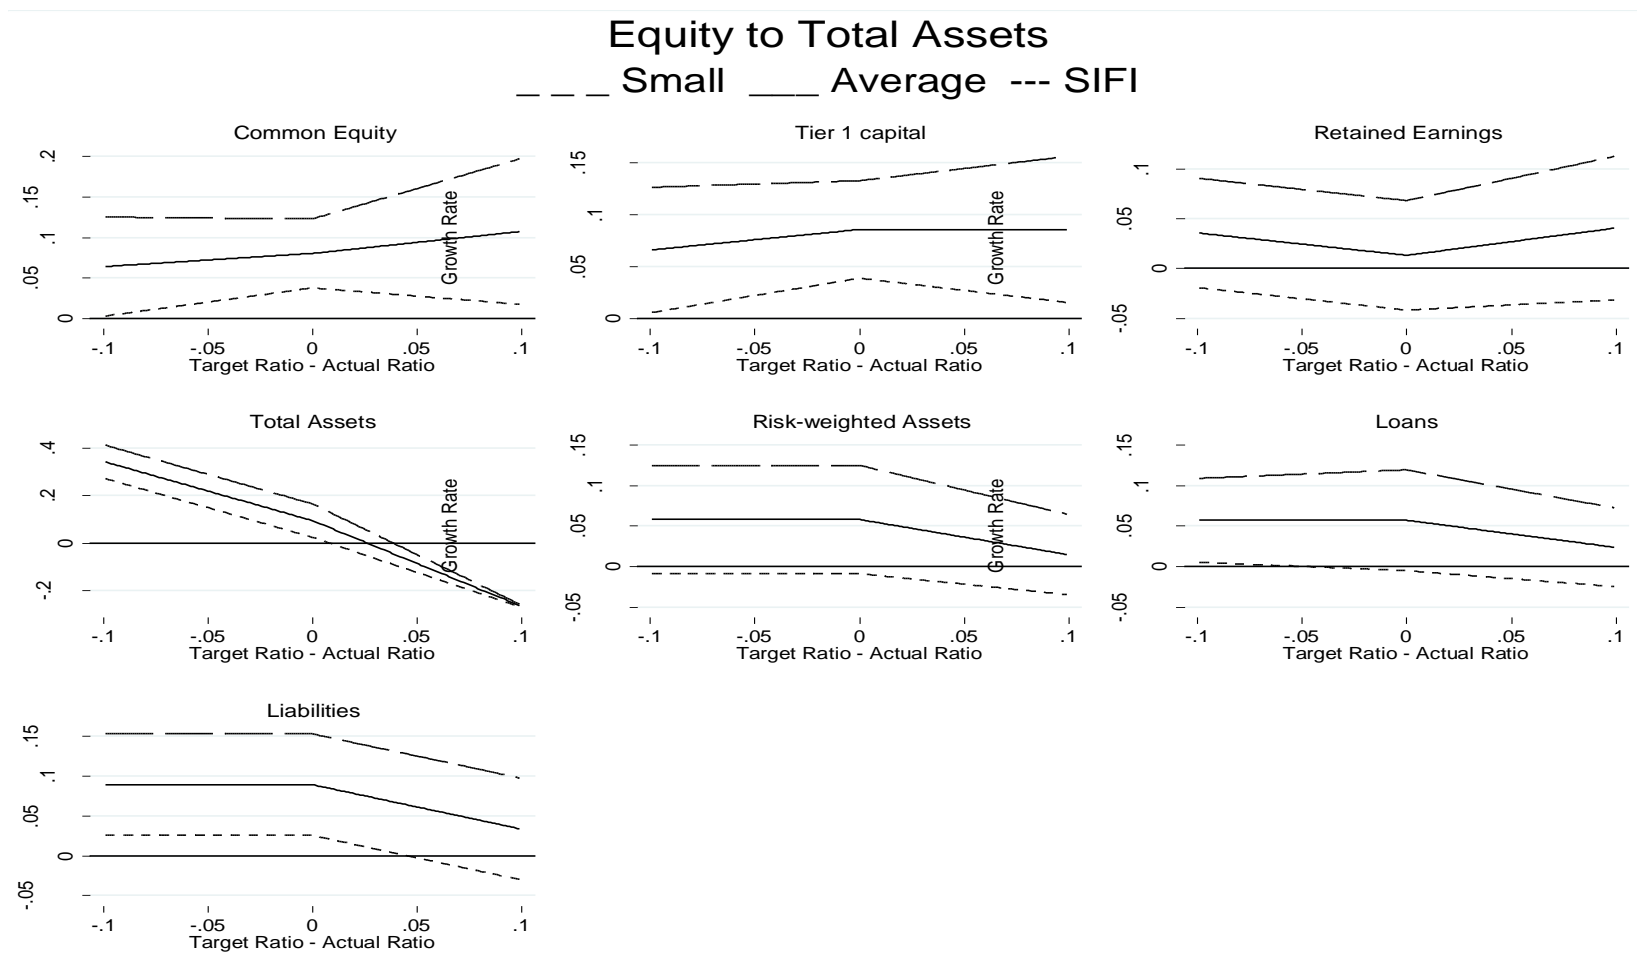 Equity to Total Assets
_ _ _ Small ___ Average --- SIFI
Common Equity
.2
.15
.1
.05
0
-.1 -.05 0 .05 .1
Target Ratio - Actual Ratio
Growth Rate
Tier 1 capital
.15
.1
.05
0
-.1 -.05 0 .05 .1
Target Ratio - Actual Ratio
Growth Rate
Retained Earnings
.1
.05
0
-.05
-.1 -.05 0 .05 .1
Target Ratio - Actual Ratio
Total Assets
.4
.2
0
-.2
-.1 -.05 0 .05 .1
Target Ratio - Actual Ratio
Growth Rate
Risk-weighted Assets
.15
.1
.05
0
-.05
-.1 -.05 0 .05 .1
Target Ratio - Actual Ratio
Growth Rate
Loans
.15
.1
.05
0
-.05
-.1 -.05 0 .05 .1
Target Ratio - Actual Ratio
Liabilities
.15
.1
.05
0
-.05
-.1 -.05 0 .05 .1
Target Ratio - Actual Ratio